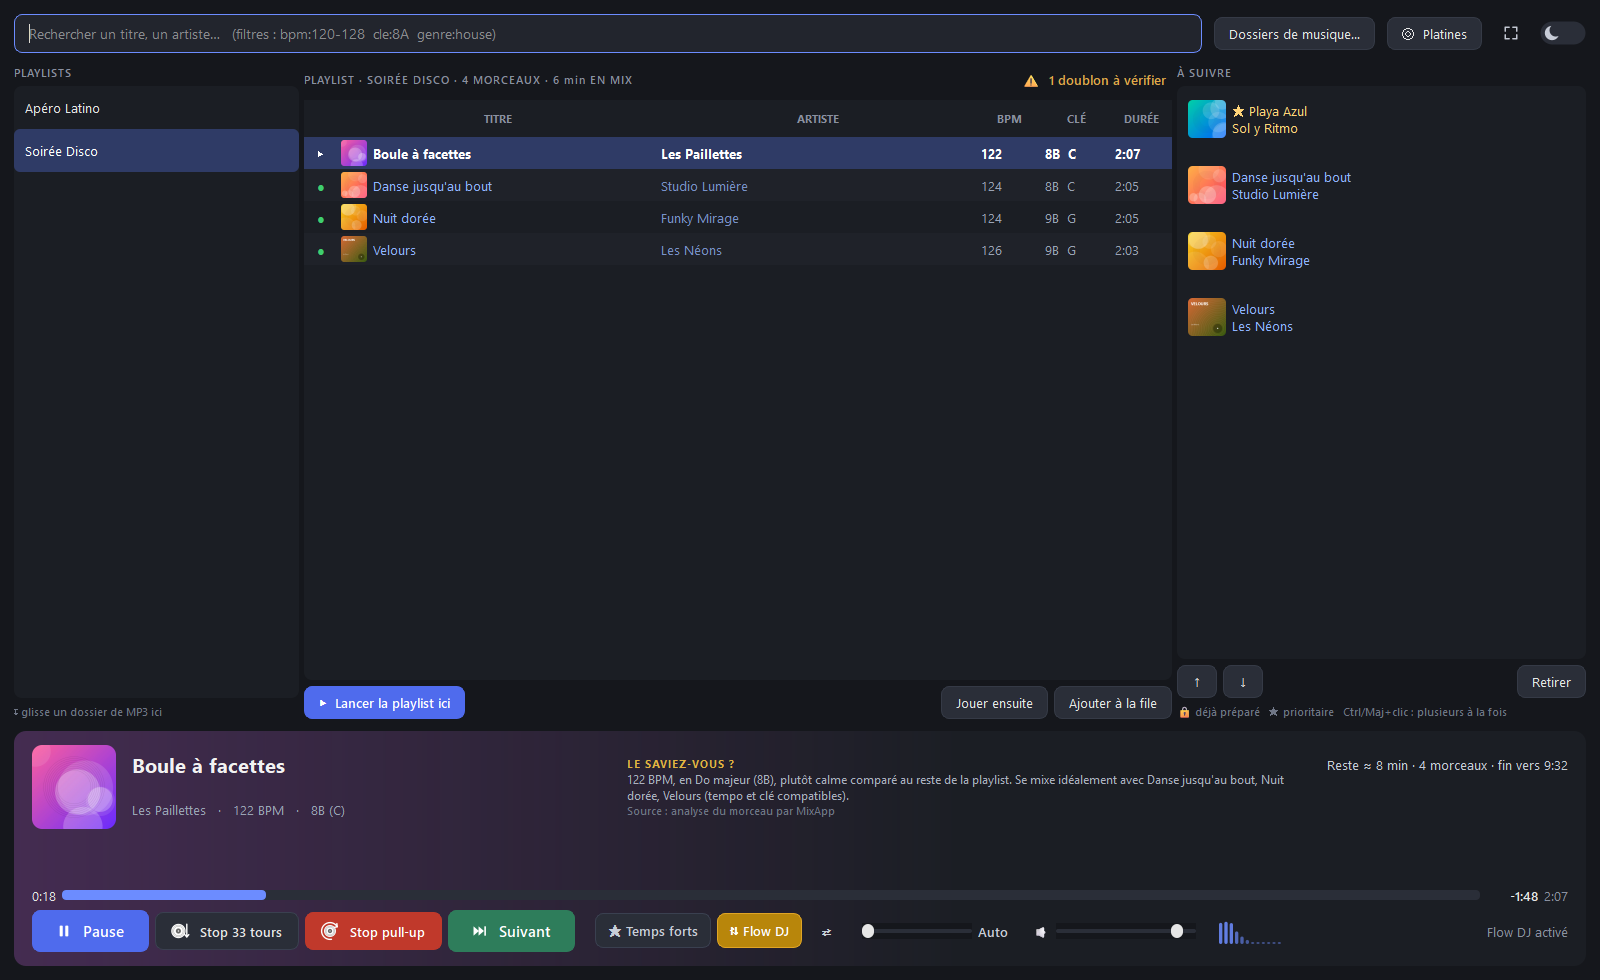 Rechercher un titre, un artiste... (filtres : bpm:120-128 cle:8A genre:house)
Dossiers de musique...
Platines
PLAYLISTS
Apéro Latino
Soirée Disco
glisse un dossier de MP3 ici
PLAYLIST · SOIRÉE DISCO · 4 MORCEAUX · 6 min EN MIX
1 doublon à vérifier
TITRE ARTISTE BPM CLÉ DURÉE
Boule à facettes Les Paillettes 122 8B C 2:07
Danse jusqu'au bout Studio Lumière 124 8B C 2:05
Nuit dorée Funky Mirage 124 9B G 2:05
Velours Les Néons 126 9B G 2:03
Lancer la playlist ici
Jouer ensuite
Ajouter à la file
À SUIVRE
Playa Azul
Sol y Ritmo
Danse jusqu'au bout
Studio Lumière
Nuit dorée
Funky Mirage
VELOURS
Velours
Les Néons
↑ ↓
Retirer
déjà préparé ★ prioritaire Ctrl/Maj+clic : plusieurs à la fois
Boule à facettes
Les Paillettes · 122 BPM · 8B (C)
LE SAVIEZ-VOUS ?
122 BPM, en Do majeur (8B), plutôt calme comparé au reste de la playlist. Se mixe idéalement avec Danse jusqu'au bout, Nuit
dorée, Velours (tempo et clé compatibles).
Source : analyse du morceau par MixApp
Reste ≈ 8 min · 4 morceaux · fin vers 9:32
0:18
-1:48 2:07
Pause
Stop 33 tours
Stop pull-up
Suivant
★ Temps forts
Flow DJ
Auto
Flow DJ activé